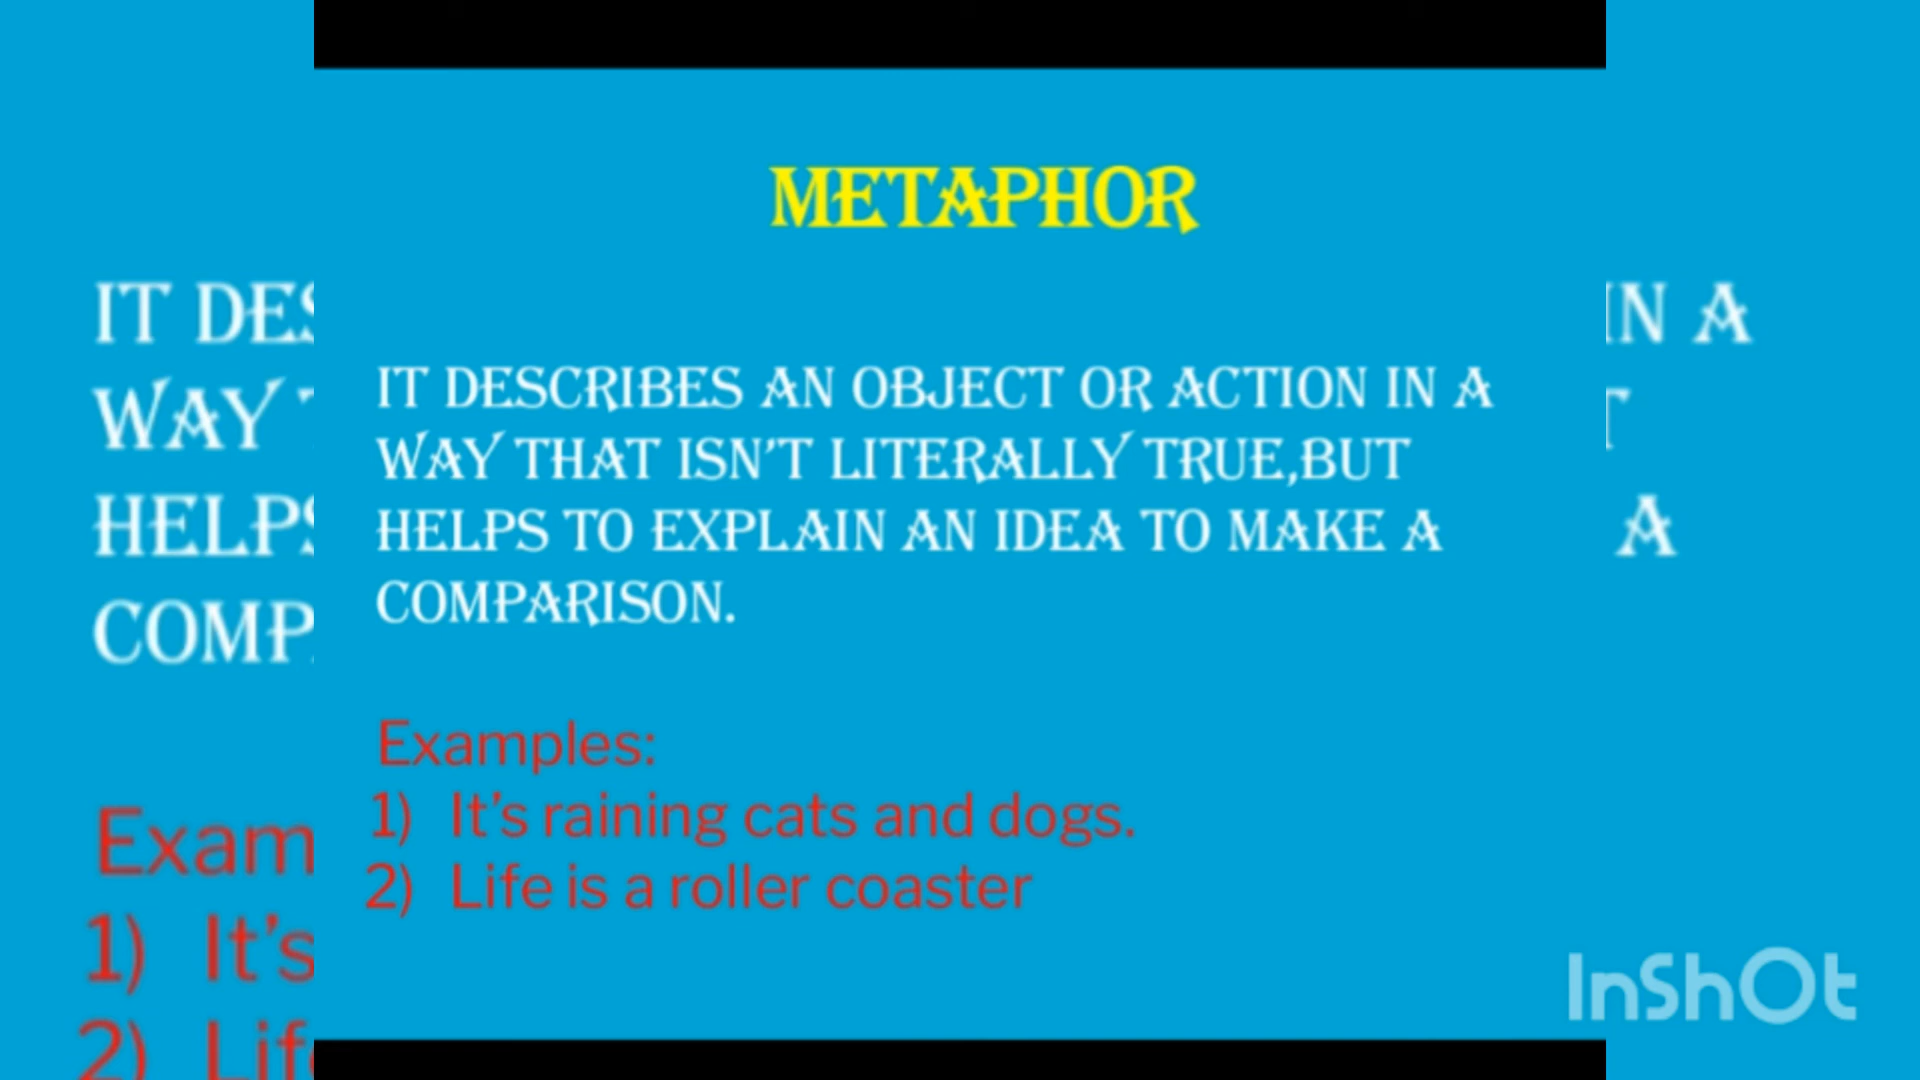 METAPHOR
IT DESCRIBES AN OBJECT OR ACTION IN A
WAY THAT ISN'T LITERALLY TRUE,BUT
HELPS TO EXPLAIN AN IDEA TO MAKE A
COMPARISON.
Examples:
1) It's raining cats and dogs.
2) Life is a roller coaster
InShOt